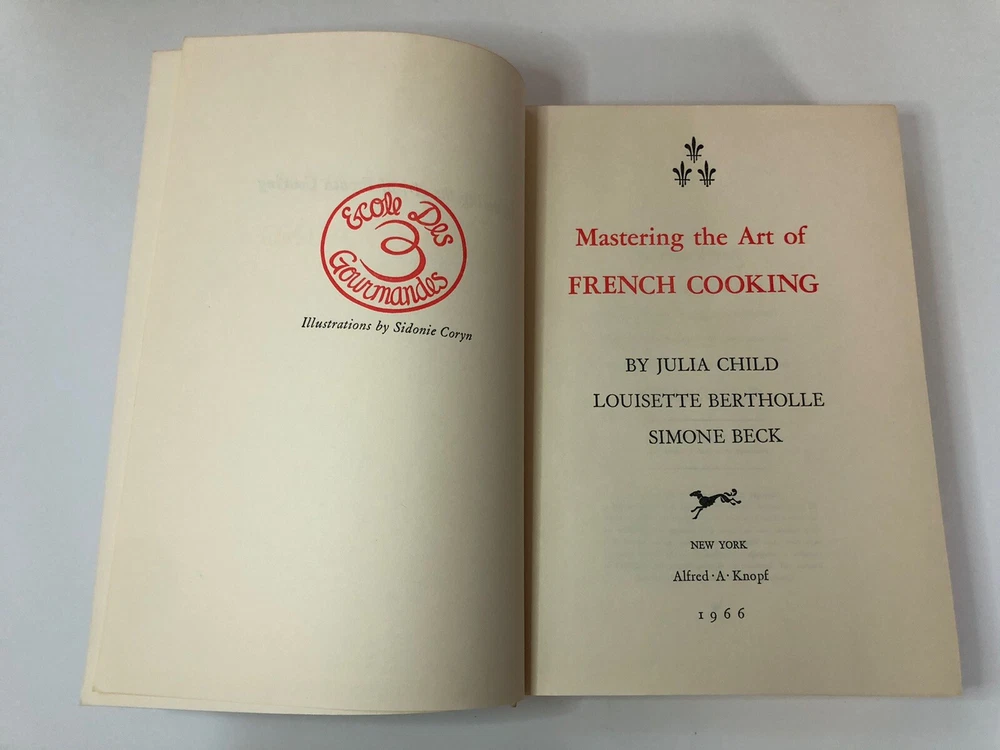 Ecole Des
3
Gourmandes
Illustrations by Sidonie Coryn
Mastering the Art of
FRENCH COOKING
BY JULIA CHILD
LOUISETTE BERTHOLLE
SIMONE BECK
NEW YORK
Alfred · A · Knopf
1966